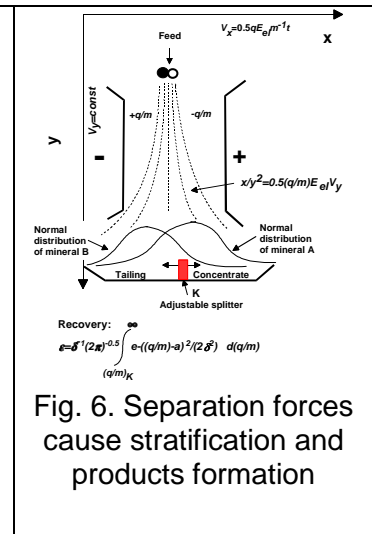 Vx=0.5qEelm-1t
x
Feed
Vy=const
+q/m
-q/m
y
-
+
x/y2=0.5(q/m)EelVy
Normal
distribution
of mineral B
Normal
distribution
of mineral A
Tailing
Concentrate
K
Adjustable splitter
Recovery:
∞
ε=δ-1(2π)-0.5 ∫ e-((q/m)-a) 2/(2δ2) d(q/m)
(q/m)K
Fig. 6. Separation forces
cause stratification and
products formation